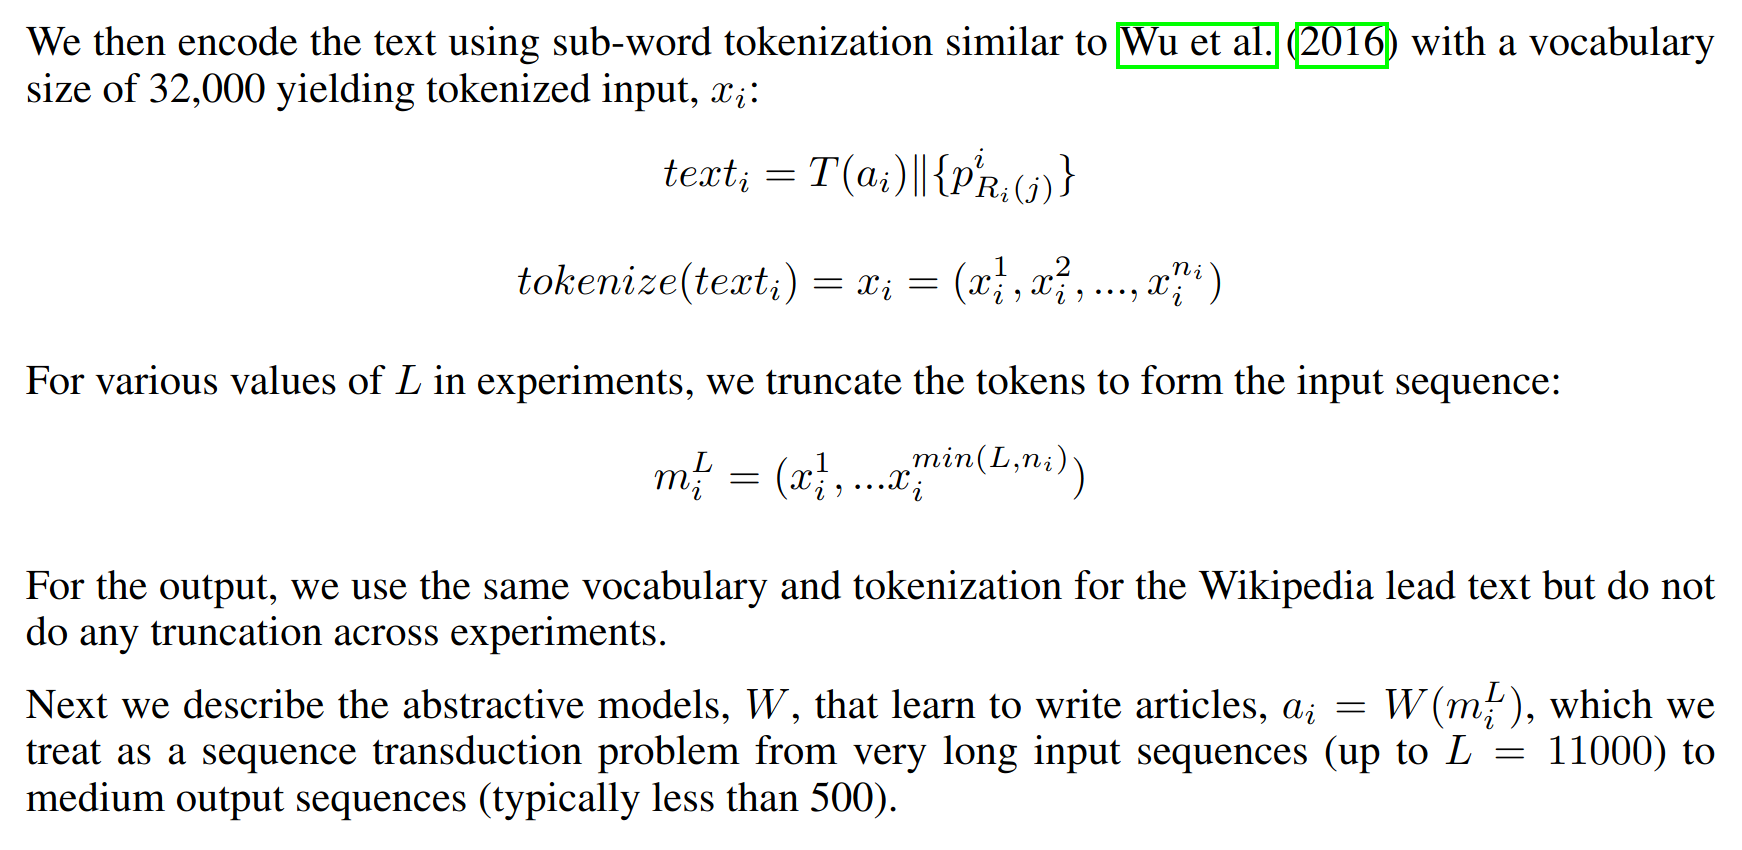 We then encode the text using sub-word tokenization similar to Wu et al. (2016) with a vocabulary
size of 32,000 yielding tokenized input, $x_i$:
$text_i = T(a_i) \| \{p^i_{R_i(j)}\}$
$tokenize(text_i) = x_i = (x_i^1, x_i^2, ..., x_i^{n_i})$
For various values of $L$ in experiments, we truncate the tokens to form the input sequence:
$m_i^L = (x_i^1, ...x_i^{min(L,n_i)})$
For the output, we use the same vocabulary and tokenization for the Wikipedia lead text but do not
do any truncation across experiments.
Next we describe the abstractive models, $W$, that learn to write articles, $a_i = W(m_i^L)$, which we
treat as a sequence transduction problem from very long input sequences (up to $L = 11000$) to
medium output sequences (typically less than 500).